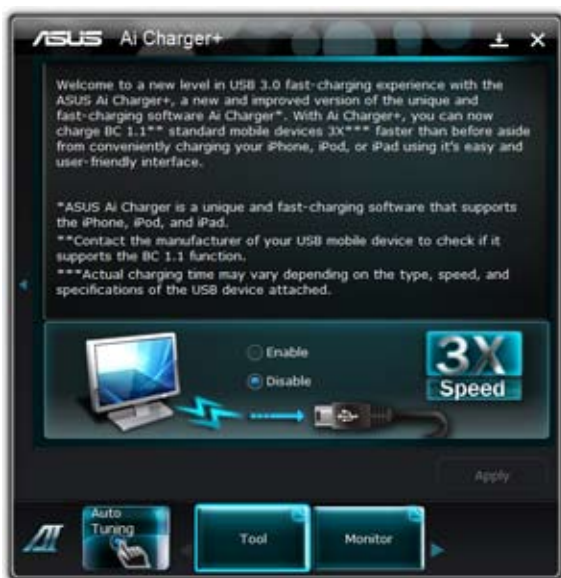 ASUS Ai Charger+
Welcome to a new level in USB 3.0 fast-charging experience with the
ASUS Ai Charger+, a new and improved version of the unique and
fast-charging software Ai Charger*. With Ai Charger+, you can now
charge BC 1.1** standard mobile devices 3X*** faster than before aside
from conveniently charging your iPhone, iPod, or iPad using it's easy and
user-friendly interface.
*ASUS Ai Charger is a unique and fast-charging software that supports
the iPhone, iPod, and iPad.
**Contact the manufacturer of your USB mobile device to check if it
supports the BC 1.1 function.
***Actual charging time may vary depending on the type, speed, and
specifications of the USB device attached.
Enable
Disable
3X
Speed
Apply
Auto
Tuning
Tool
Monitor